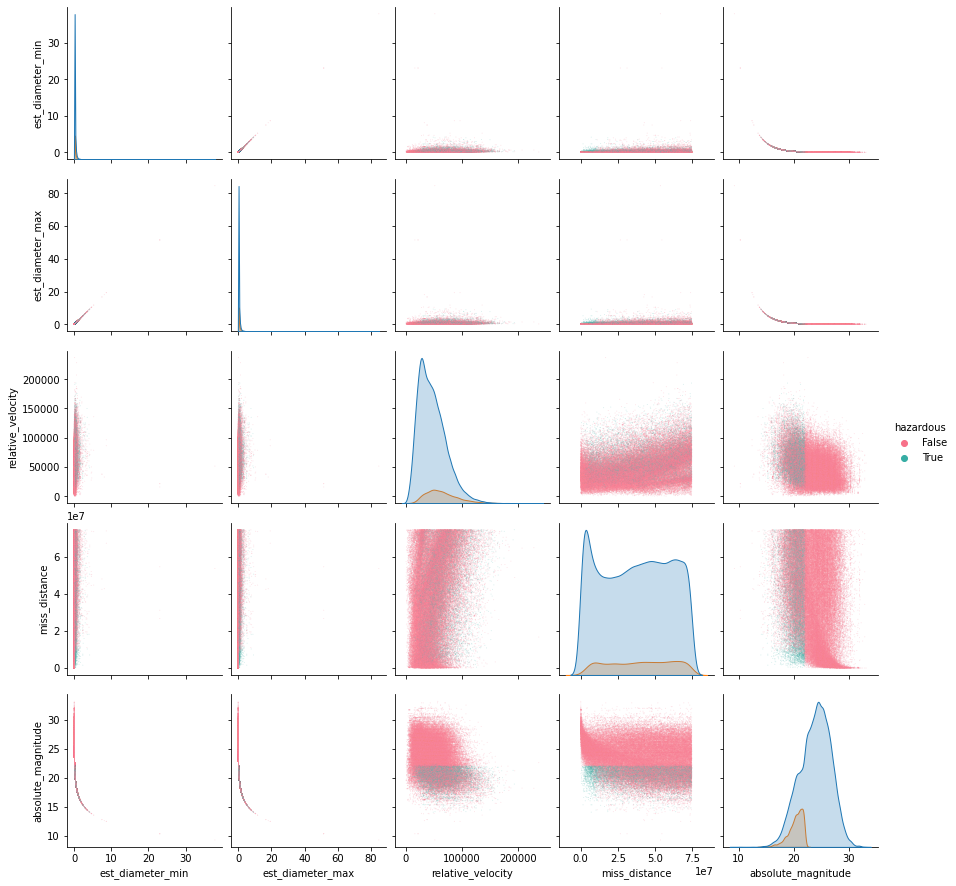 est_diameter_min
30
20
10
0
est_diameter_max
80
60
40
20
0
relative_velocity
200000
150000
100000
50000
0
hazardous
False
True
1e7
miss_distance
6
4
2
0
absolute_magnitude
30
25
20
15
10
0 10 20 30
0 20 40 60 80
0 100000 200000
0.0 2.5 5.0 7.5
10 20 30
1e7
est_diameter_min est_diameter_max relative_velocity miss_distance absolute_magnitude